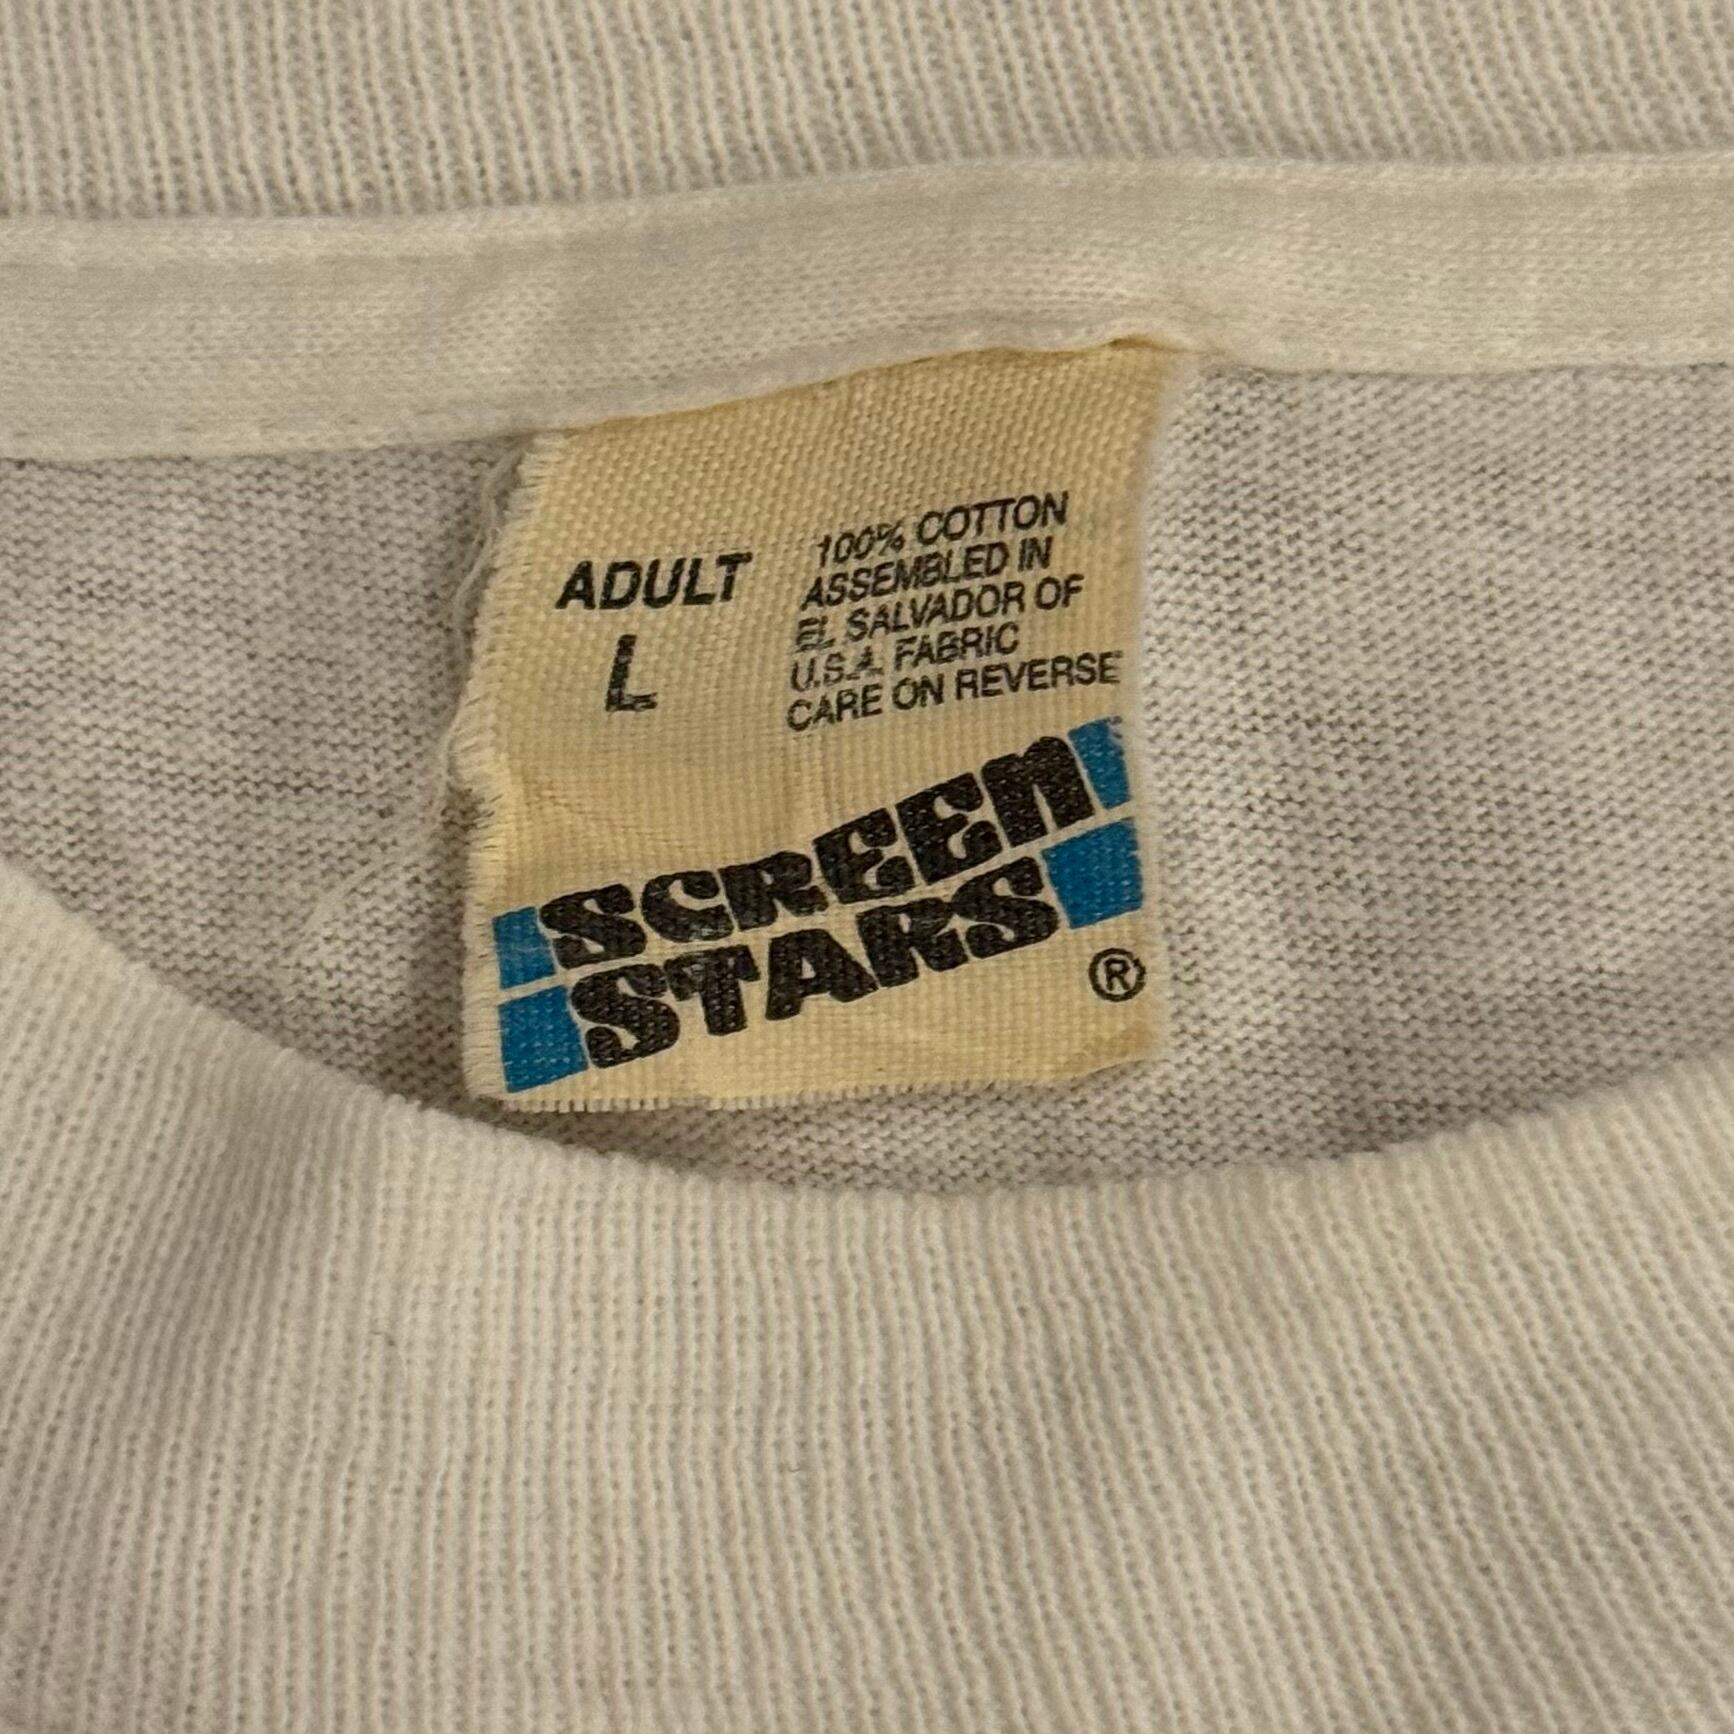 ADULT
L
100% COTTON
ASSEMBLED IN
EL SALVADOR OF
U.S.A. FABRIC
CARE ON REVERSE
SCREEN
STARS
®